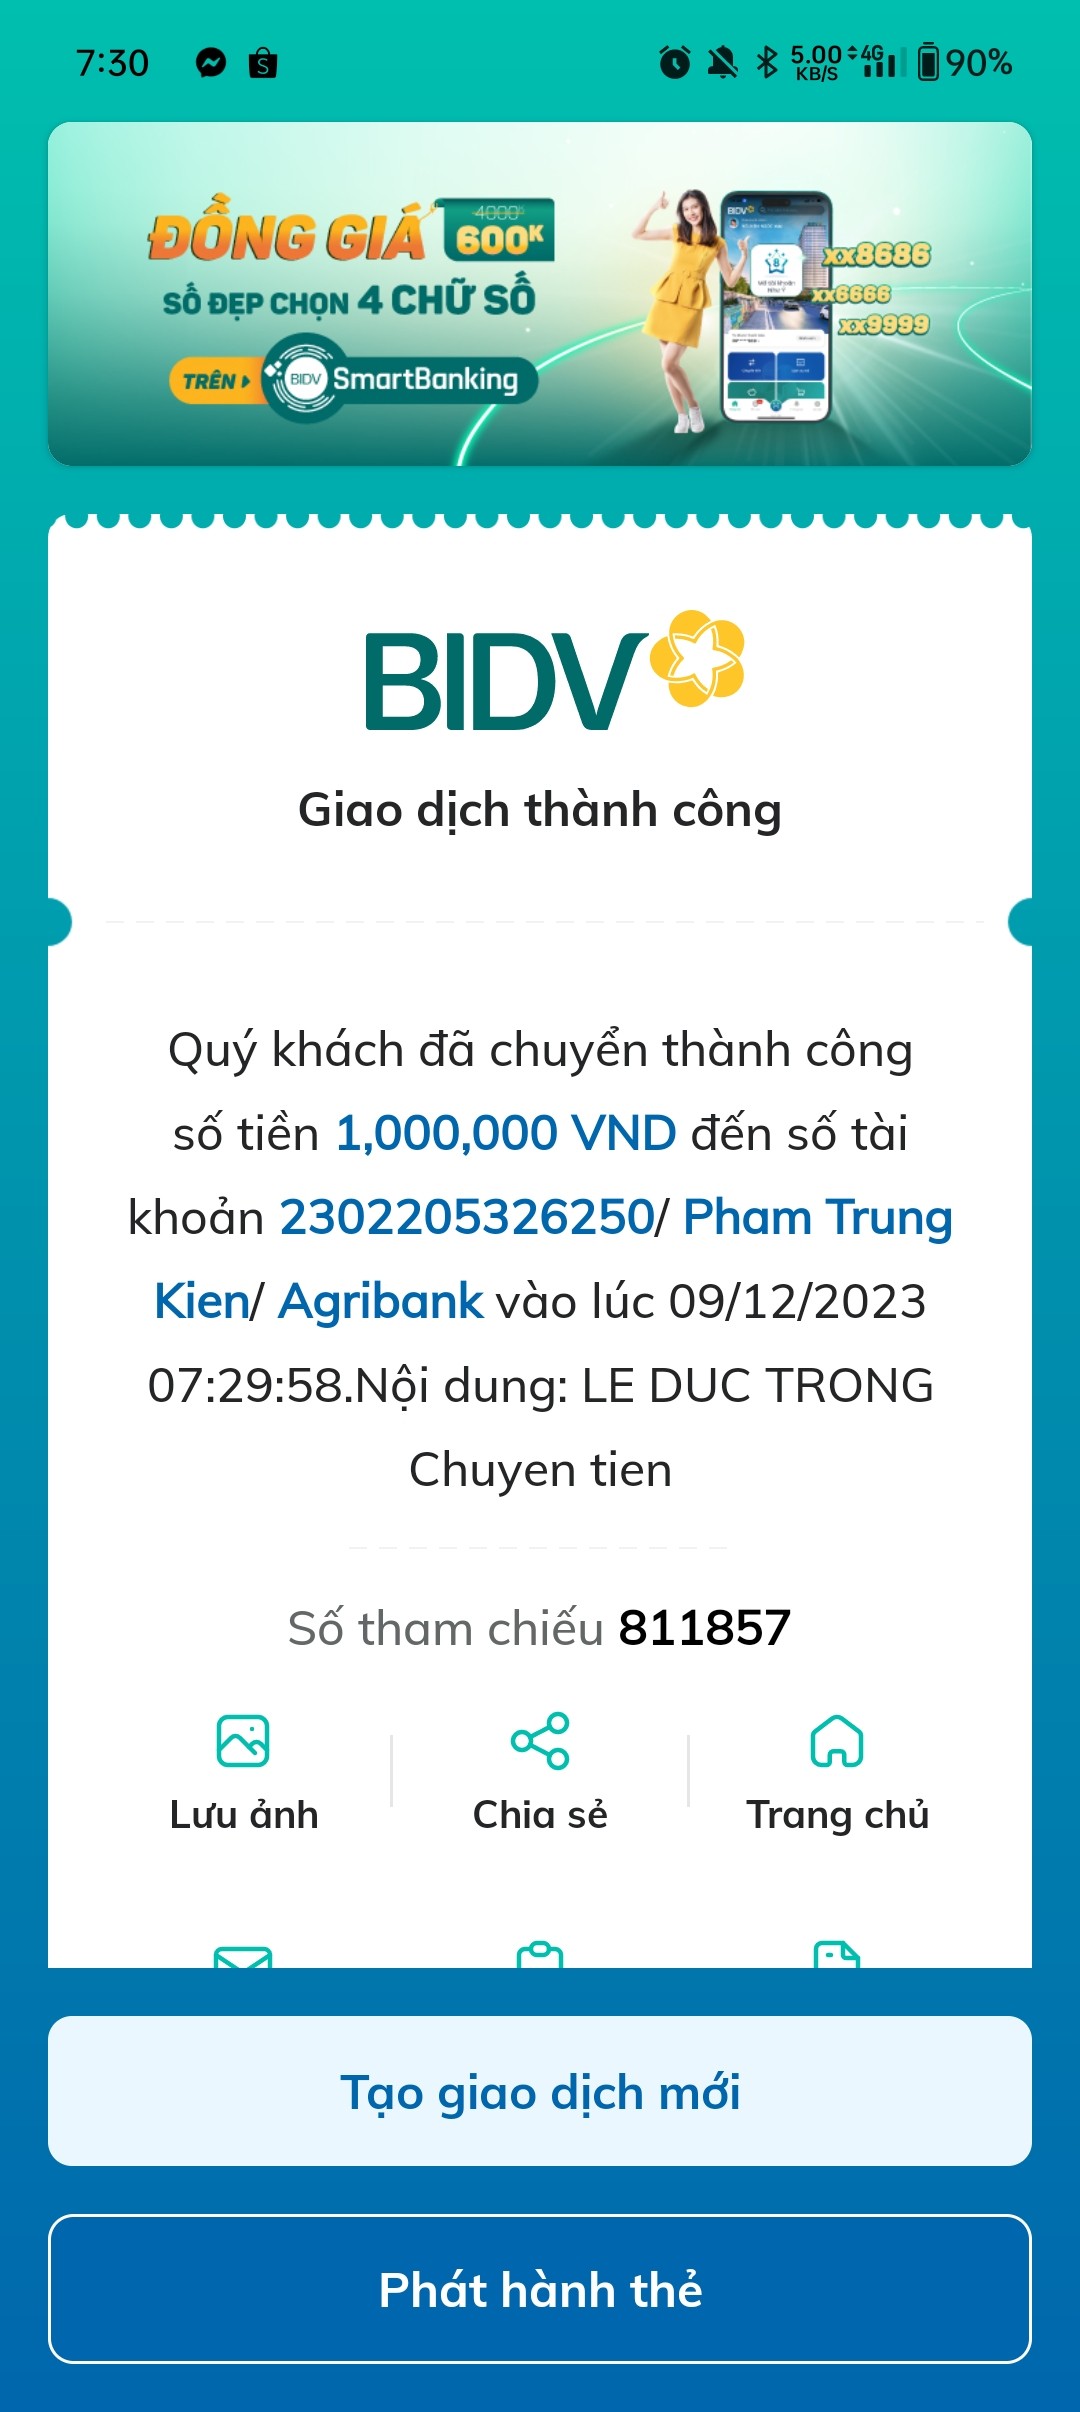 7:30
5.00 KB/S 4G 90%
ĐỒNG GIÁ 4000K 600K
SỐ ĐẸP CHỌN 4 CHỮ SỐ
TRÊN BIDV SmartBanking
BIDV
8
xx8686
xx6666
xx9999
BIDV
Giao dịch thành công
Quý khách đã chuyển thành công
số tiền 1,000,000 VND đến số tài
khoản 2302205326250/ Pham Trung
Kien/ Agribank vào lúc 09/12/2023
07:29:58.Nội dung: LE DUC TRONG
Chuyen tien
Số tham chiếu 811857
Lưu ảnh
Chia sẻ
Trang chủ
Tạo giao dịch mới
Phát hành thẻ